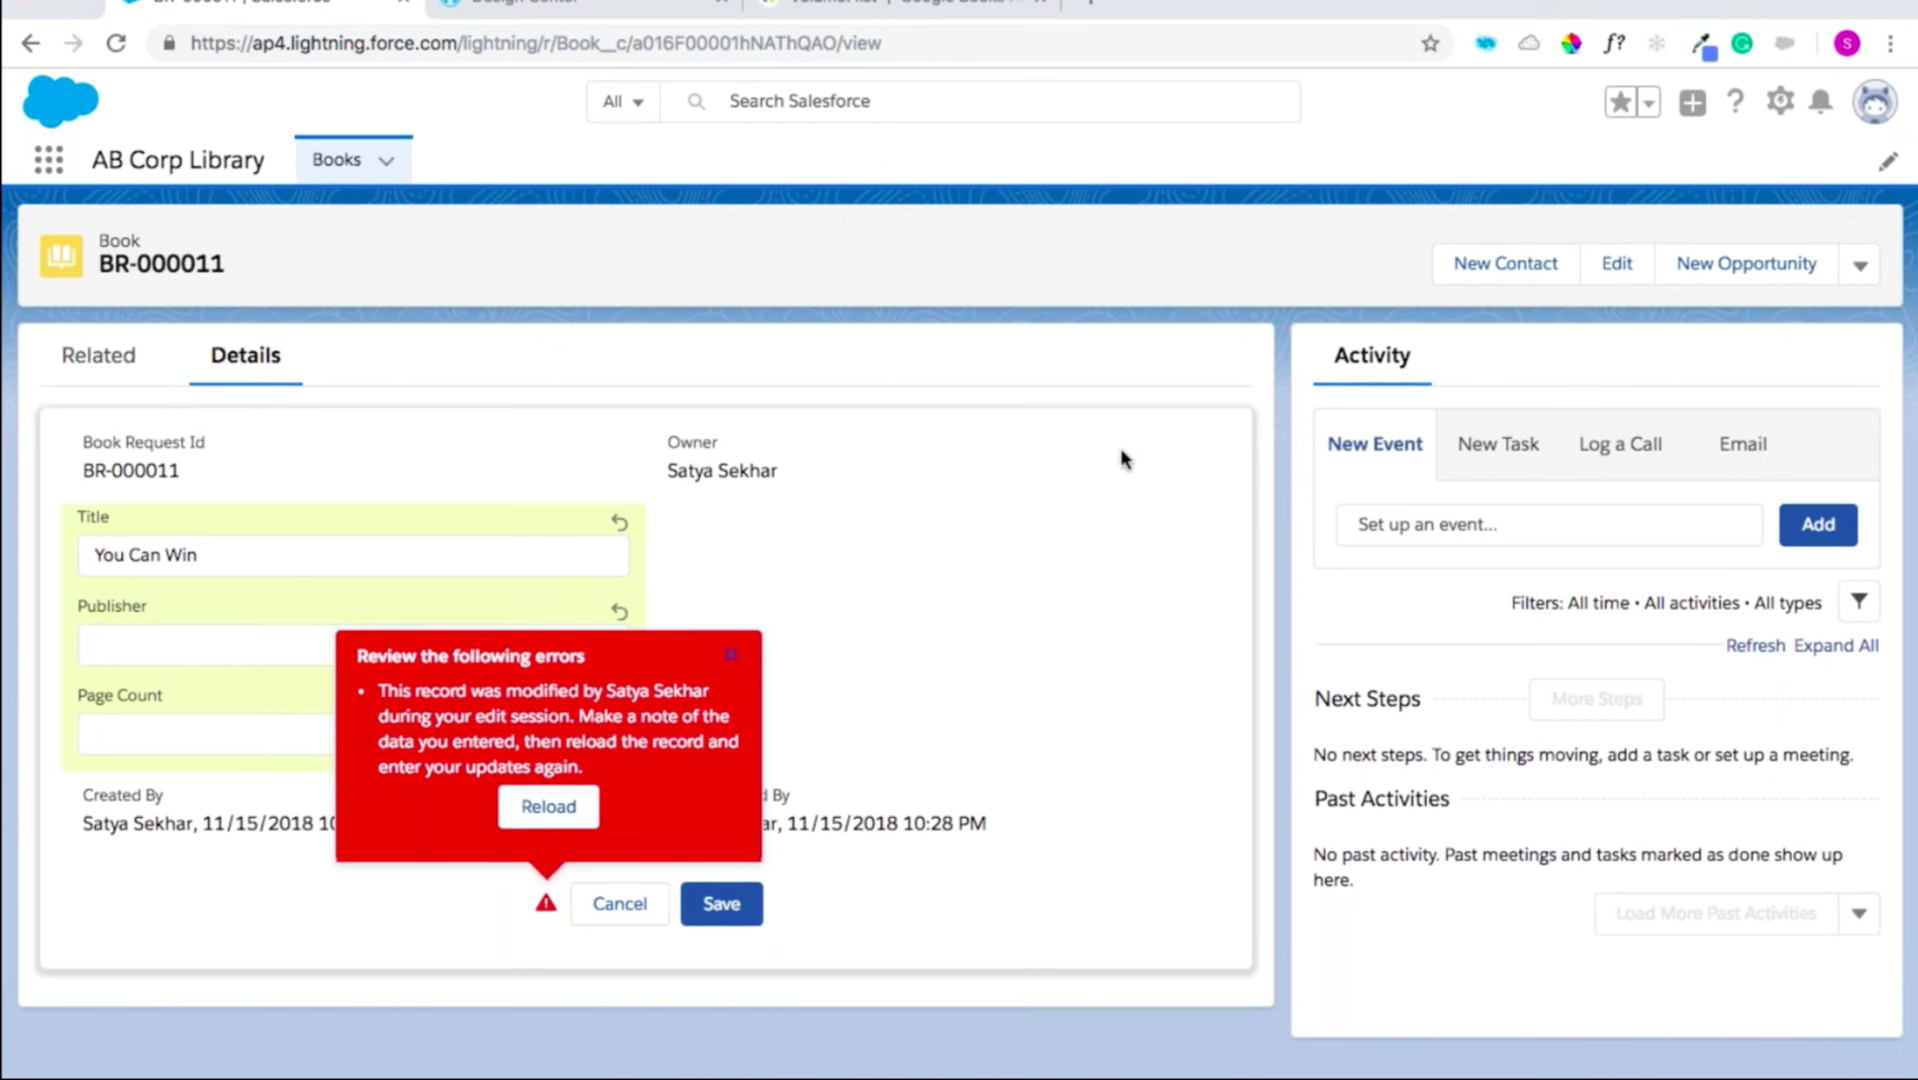 https://ap4.lightning.force.com/lightning/r/Book__c/a016F00001hNAThQAO/view
f?
S
All
Search Salesforce
AB Corp Library
Books
Book
BR-000011
New Contact
Edit
New Opportunity
Related
Details
Activity
Book Request Id
BR-000011
Owner
Satya Sekhar
New Event
New Task
Log a Call
Email
Title
You Can Win
Set up an event...
Add
Publisher
Filters: All time • All activities • All types
Refresh
Expand All
Review the following errors
• This record was modified by Satya Sekhar
during your edit session. Make a note of the
data you entered, then reload the record and
enter your updates again.
Reload
Page Count
Next Steps
More Steps
No next steps. To get things moving, add a task or set up a meeting.
Created By
Satya Sekhar, 11/15/2018 10
d By
ar, 11/15/2018 10:28 PM
Past Activities
No past activity. Past meetings and tasks marked as done show up
here.
Cancel
Save
Load More Past Activities